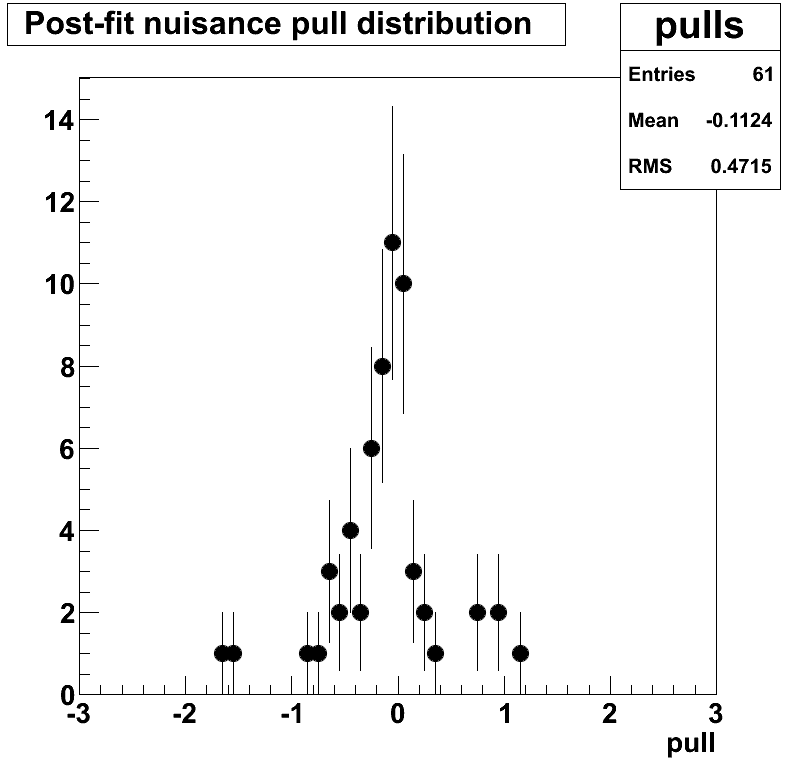 Post-fit nuisance pull distribution
pulls
Entries 61
Mean -0.1124
RMS 0.4715
14
12
10
8
6
4
2
0
-3 -2 -1 0 1 2 3
pull